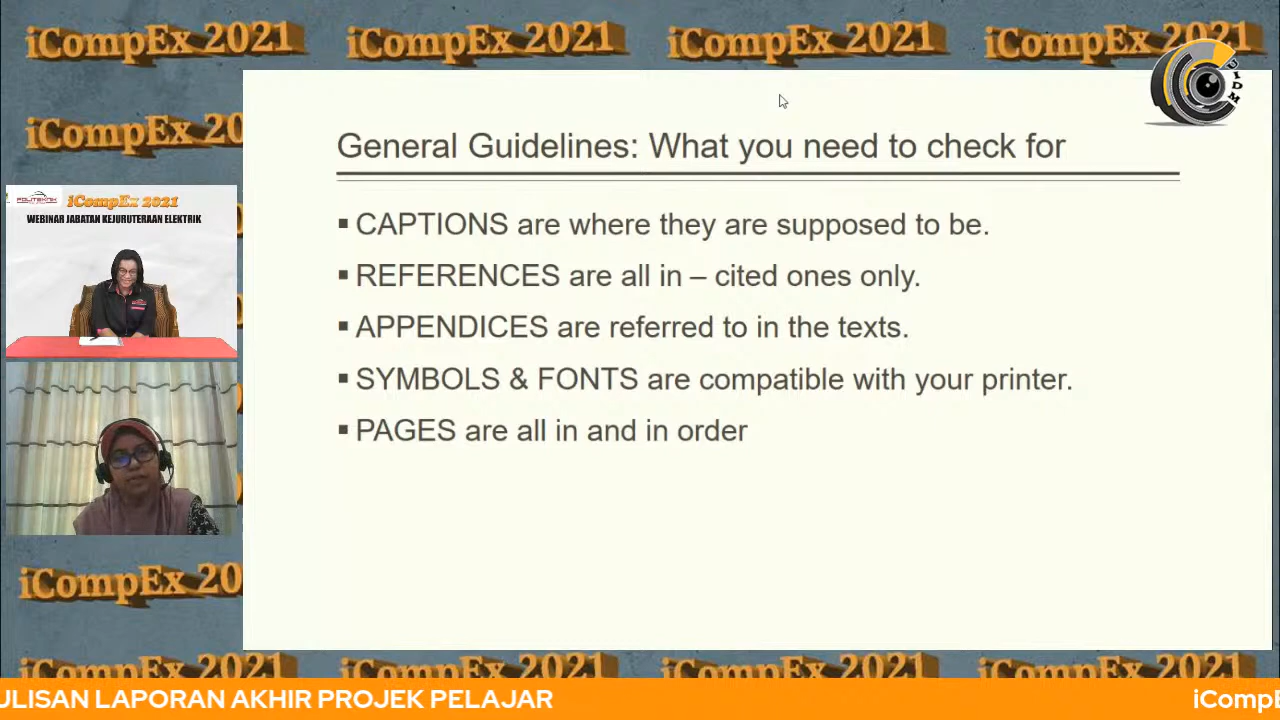 iCompEx 2021 iCompEx 2021 iCompEx 2021 iCompEx 2021
iCompEx 20
UIDM
General Guidelines: What you need to check for
▪ CAPTIONS are where they are supposed to be.
▪ REFERENCES are all in – cited ones only.
▪ APPENDICES are referred to in the texts.
▪ SYMBOLS & FONTS are compatible with your printer.
▪ PAGES are all in and in order
POLITEKNIK
iCompEx 2021
WEBINAR JABATAN KEJURUTERAAN ELEKTRIK
iCompEx 20
iCompEx 2021 iCompEx 2021 iCompEx 2021 iCompEx 2021
ULISAN LAPORAN AKHIR PROJEK PELAJAR iCompE